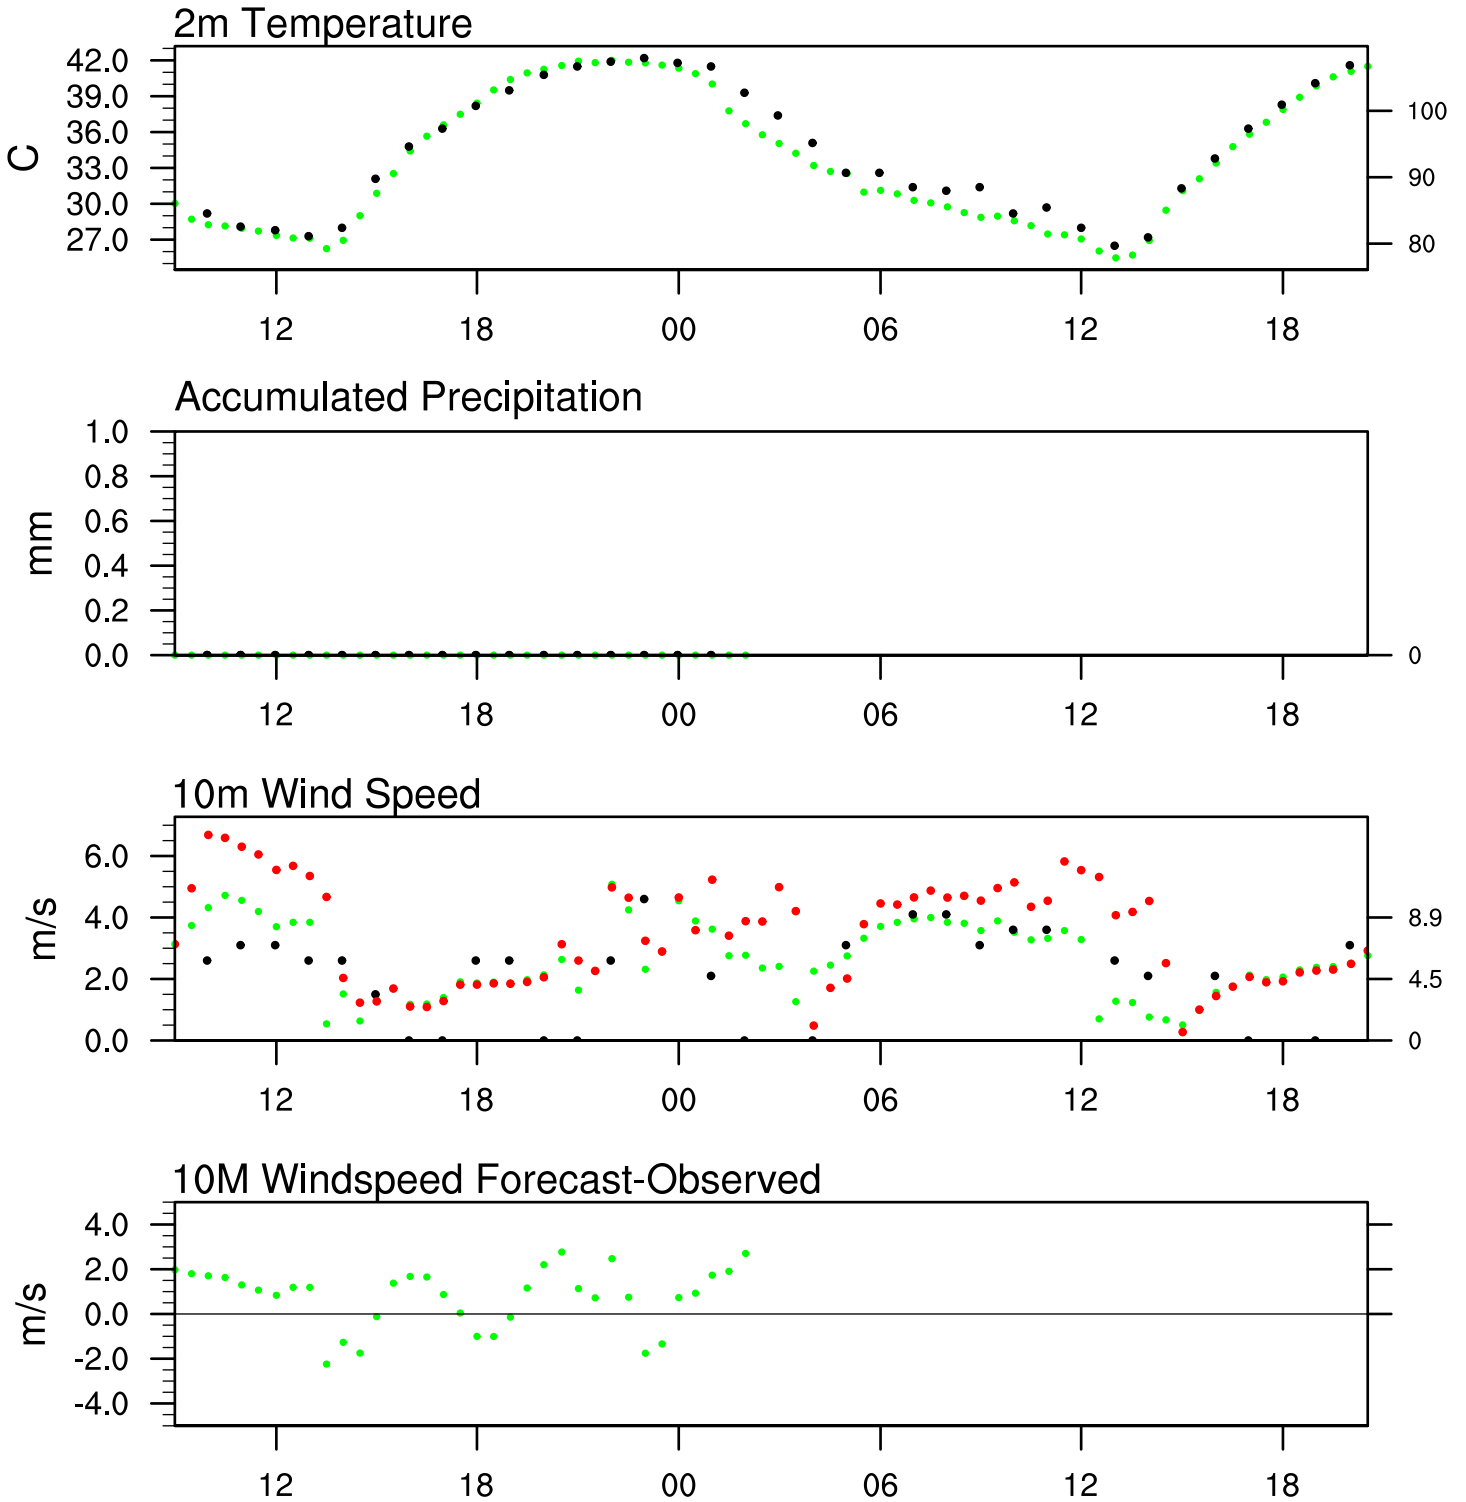 2m Temperature
42.0
39.0
36.0
33.0
30.0
27.0
C
100
90
80
12 18 00 06 12 18
Accumulated Precipitation
1.0
0.8
0.6
0.4
0.2
0.0
mm
0
12 18 00 06 12 18
10m Wind Speed
6.0
4.0
2.0
0.0
m/s
8.9
4.5
0
12 18 00 06 12 18
10M Windspeed Forecast-Observed
4.0
2.0
0.0
-2.0
-4.0
m/s
12 18 00 06 12 18